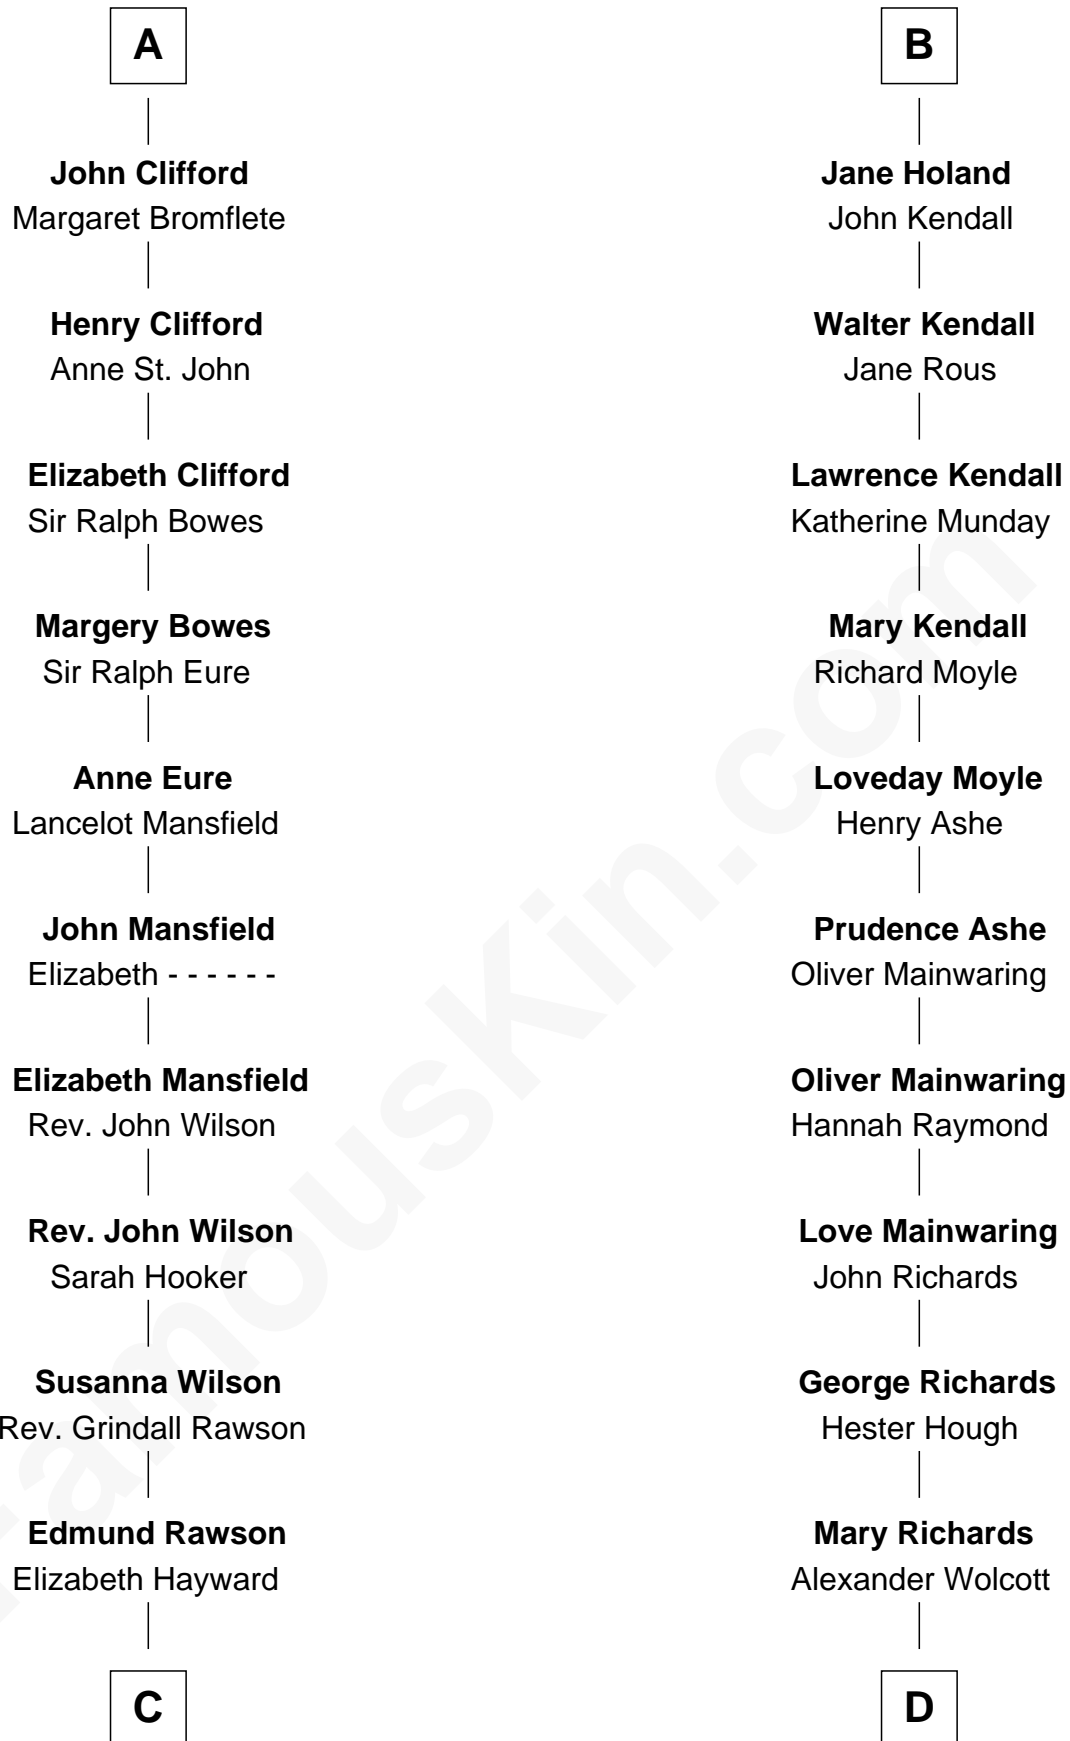 A
John Clifford
Margaret Bromflete
Henry Clifford
Anne St. John
Elizabeth Clifford
Sir Ralph Bowes
Margery Bowes
Sir Ralph Eure
Anne Eure
Lancelot Mansfield
John Mansfield
Elizabeth - - - - - -
Elizabeth Mansfield
Rev. John Wilson
Rev. John Wilson
Sarah Hooker
Susanna Wilson
Rev. Grindall Rawson
Edmund Rawson
Elizabeth Hayward
C
B
Jane Holand
John Kendall
Walter Kendall
Jane Rous
Lawrence Kendall
Katherine Munday
Mary Kendall
Richard Moyle
Loveday Moyle
Henry Ashe
Prudence Ashe
Oliver Mainwaring
Oliver Mainwaring
Hannah Raymond
Love Mainwaring
John Richards
George Richards
Hester Hough
Mary Richards
Alexander Wolcott
D
FamousKin.com